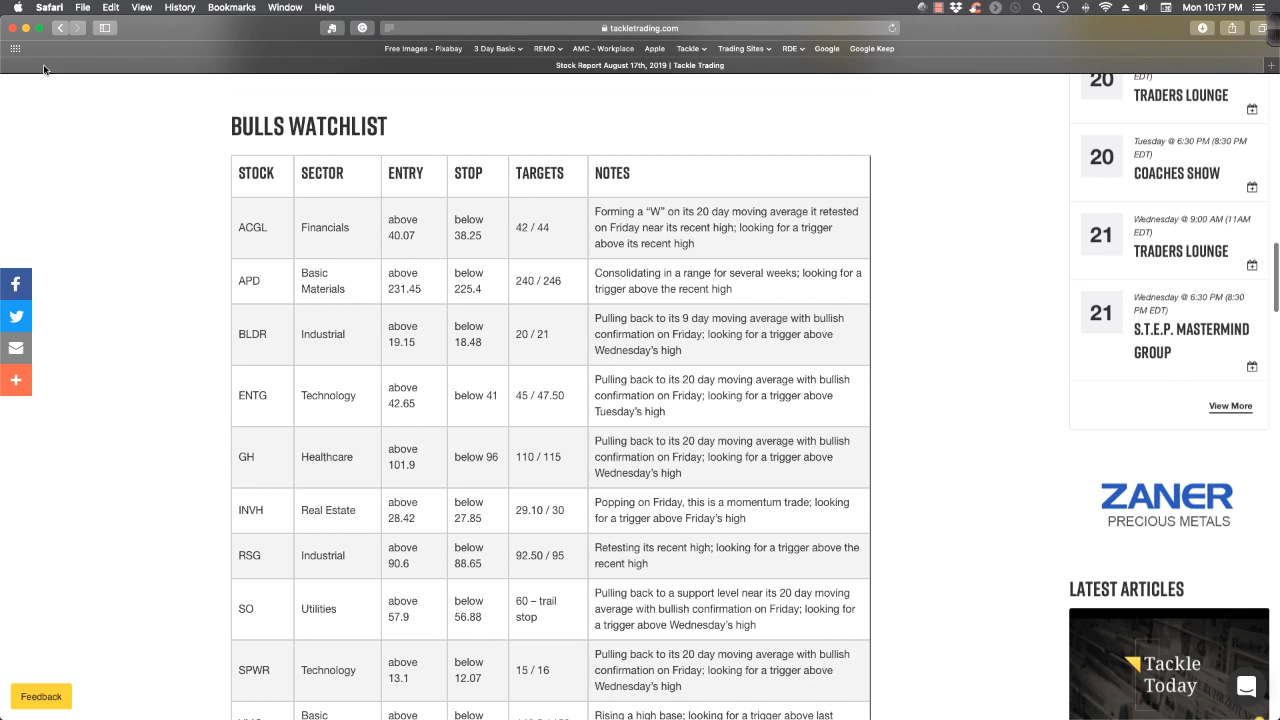 Safari File Edit View History Bookmarks Window Help
Mon 10:17 PM
tackletrading.com
Free Images - Pixabay 3 Day Basic REMD AMC - Workplace Apple Tackle Trading Sites RDE Google Google Keep
Stock Report August 17th, 2019 | Tackle Trading
BULLS WATCHLIST
STOCK SECTOR ENTRY STOP TARGETS NOTES
ACGL Financials above 40.07 below 38.25 42 / 44 Forming a “W” on its 20 day moving average it retested
on Friday near its recent high; looking for a trigger
above its recent high
APD Basic Materials above 231.45 below 225.4 240 / 246 Consolidating in a range for several weeks; looking for a
trigger above the recent high
BLDR Industrial above 19.15 below 18.48 20 / 21 Pulling back to its 9 day moving average with bullish
confirmation on Friday; looking for a trigger above
Wednesday’s high
ENTG Technology above 42.65 below 41 45 / 47.50 Pulling back to its 20 day moving average with bullish
confirmation on Friday; looking for a trigger above
Tuesday’s high
GH Healthcare above 101.9 below 96 110 / 115 Pulling back to its 20 day moving average with bullish
confirmation on Friday; looking for a trigger above
Wednesday’s high
INVH Real Estate above 28.42 below 27.85 29.10 / 30 Popping on Friday, this is a momentum trade; looking
for a trigger above Friday’s high
RSG Industrial above 90.6 below 88.65 92.50 / 95 Retesting its recent high; looking for a trigger above the
recent high
SO Utilities above 57.9 below 56.88 60 – trail stop Pulling back to a support level near its 20 day moving
average with bullish confirmation on Friday; looking for
a trigger above Wednesday’s high
SPWR Technology above 13.1 below 12.07 15 / 16 Pulling back to its 20 day moving average with bullish
confirmation on Friday; looking for a trigger above
Wednesday’s high
Basic above below Rising a high base; looking for a trigger above last
20
EDT)
TRADERS LOUNGE
20
Tuesday @ 6:30 PM (8:30 PM
EDT)
COACHES SHOW
21
Wednesday @ 9:00 AM (11AM
EDT)
TRADERS LOUNGE
21
Wednesday @ 6:30 PM (8:30
PM EDT)
S.T.E.P. MASTERMIND
GROUP
View More
ZANER
PRECIOUS METALS
LATEST ARTICLES
Tackle
Today
Feedback